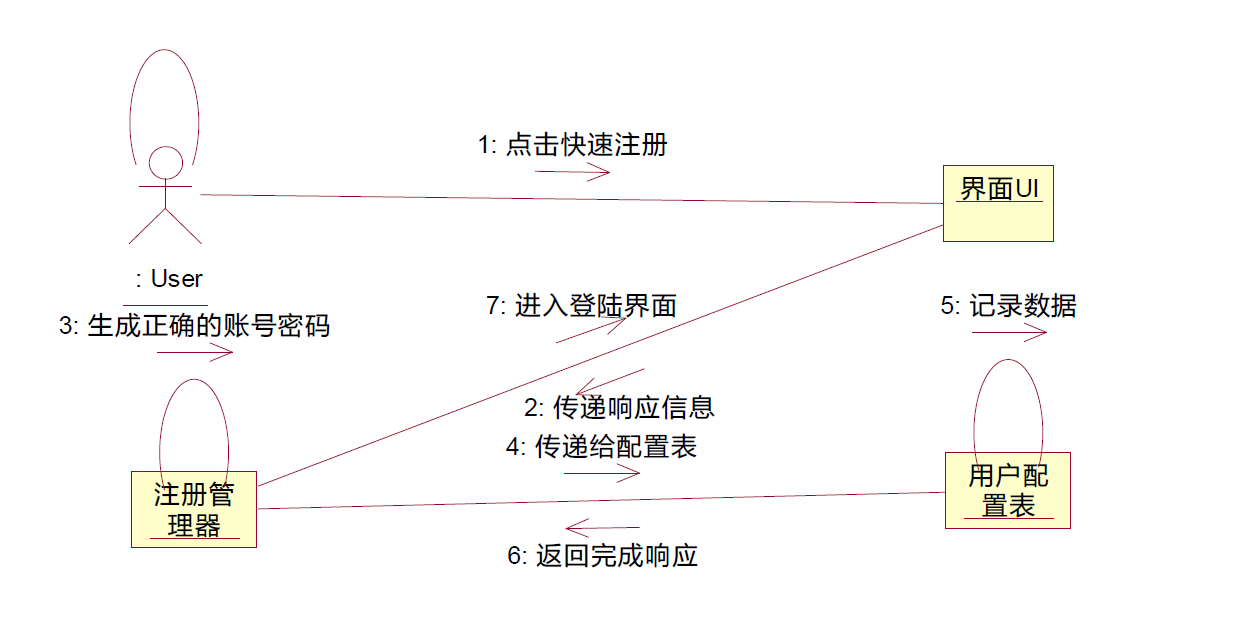 1: 点击快速注册
界面UI
: User
3: 生成正确的账号密码
7: 进入登陆界面
5: 记录数据
2: 传递响应信息
4: 传递给配置表
注册管
理器
用户配
置表
6: 返回完成响应